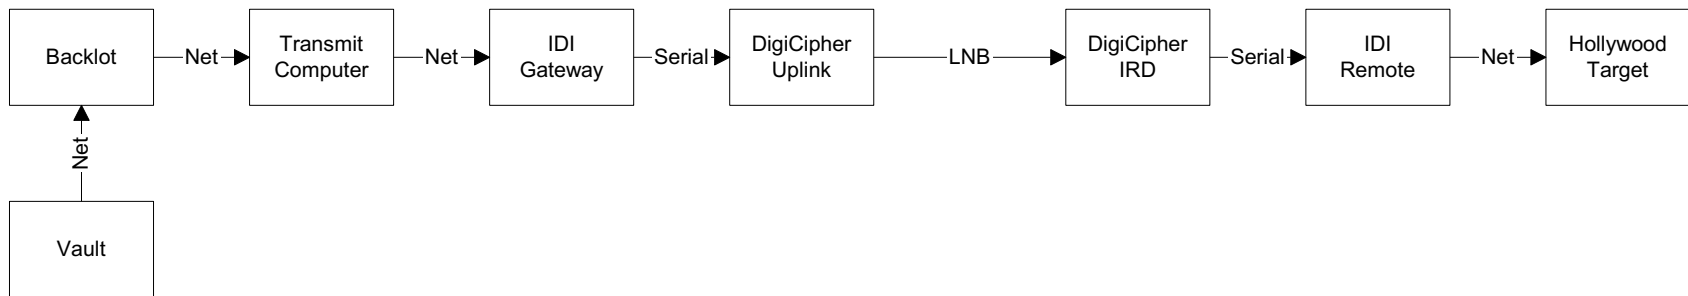 Backlot
Net
Transmit
Computer
Net
IDI
Gateway
Serial
DigiCipher
Uplink
LNB
DigiCipher
IRD
Serial
IDI
Remote
Net
Hollywood
Target
Net
Vault